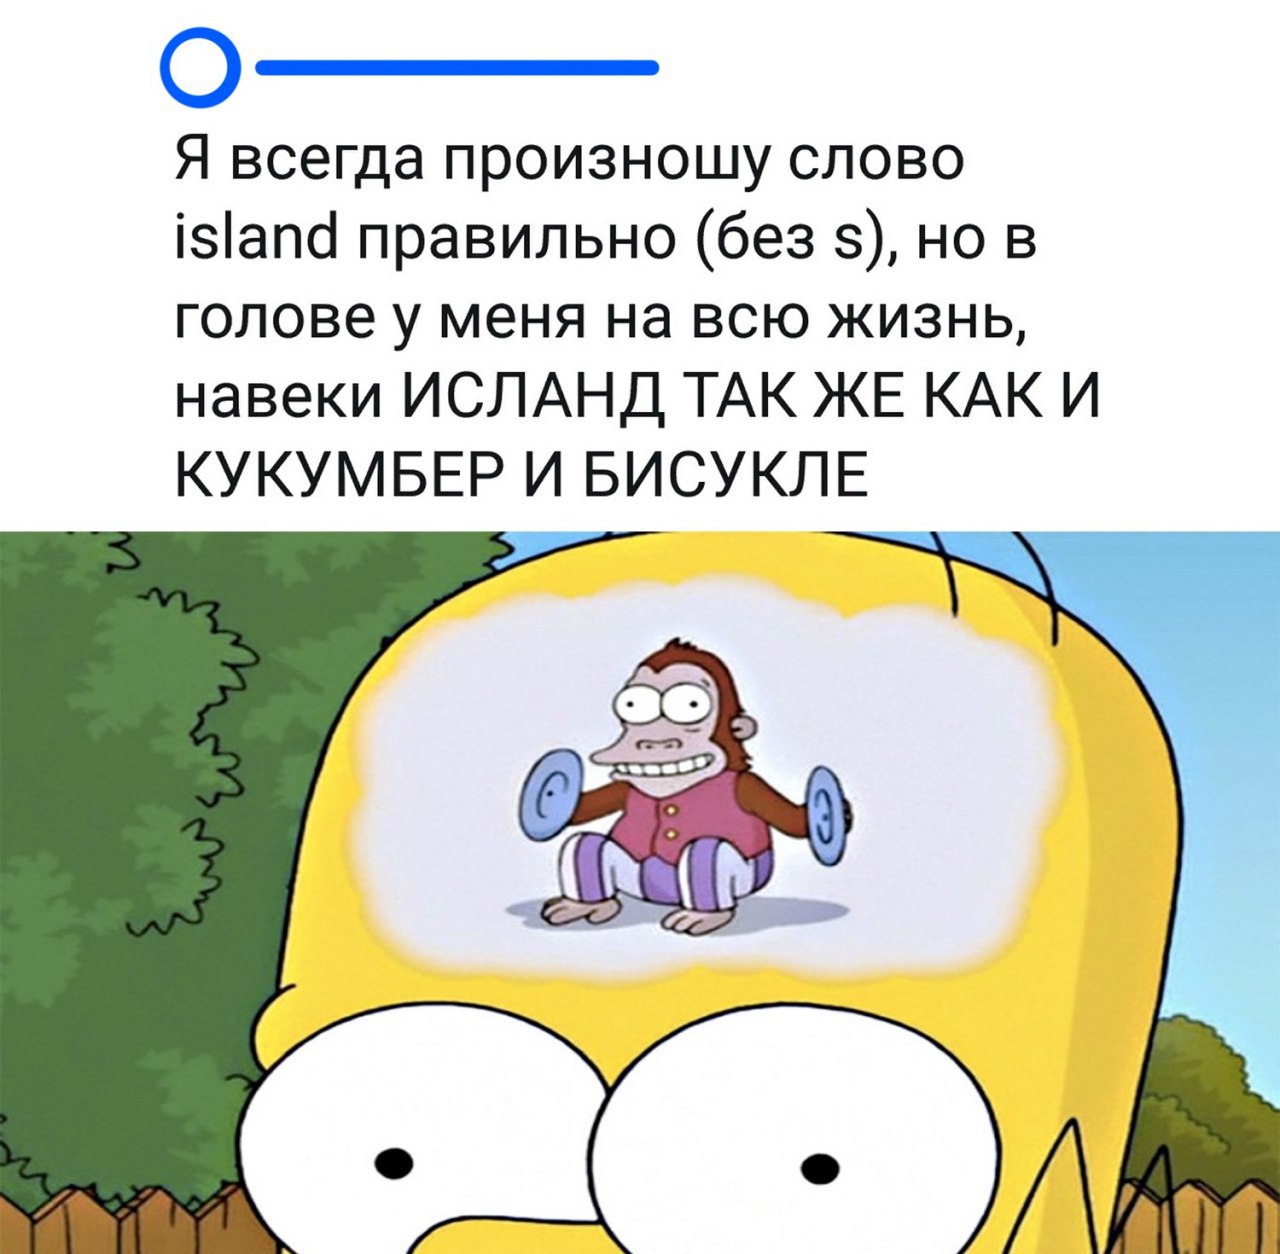 Я всегда произношу слово
island правильно (без s), но в
голове у меня на всю жизнь,
навеки ИСЛАНД ТАК ЖЕ КАК И
КУКУМБЕР И БИСУКЛЕ